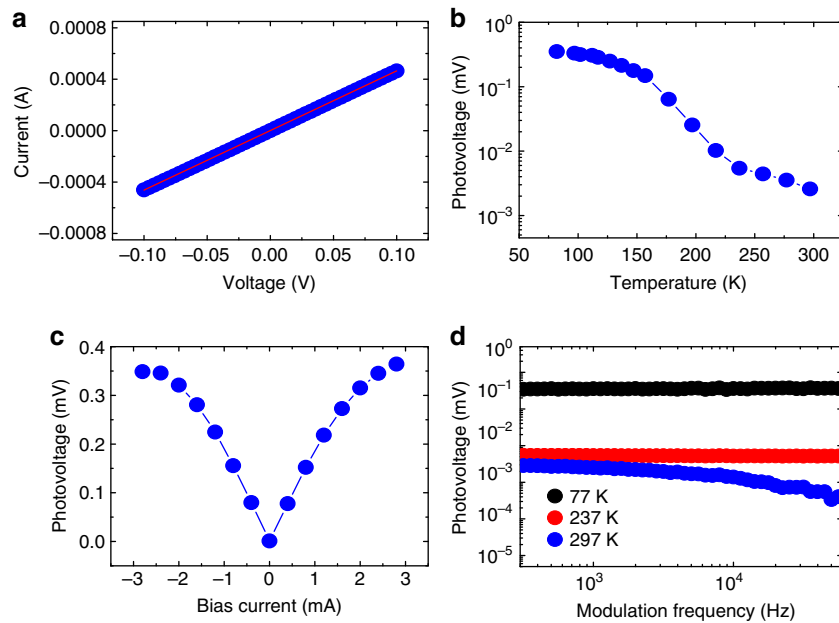 a
0.0008
0.0004
0.0000
−0.0004
−0.0008
Current (A)
−0.10
−0.05
0.00
0.05
0.10
Voltage (V)
b
10⁰
10⁻¹
10⁻²
10⁻³
Photovoltage (mV)
50
100
150
200
250
300
Temperature (K)
c
0.4
0.3
0.2
0.1
0.0
Photovoltage (mV)
−3
−2
−1
0
1
2
3
Bias current (mA)
d
10⁰
10⁻¹
10⁻²
10⁻³
10⁻⁴
10⁻⁵
Photovoltage (mV)
77 K
237 K
297 K
10³
10⁴
Modulation frequency (Hz)